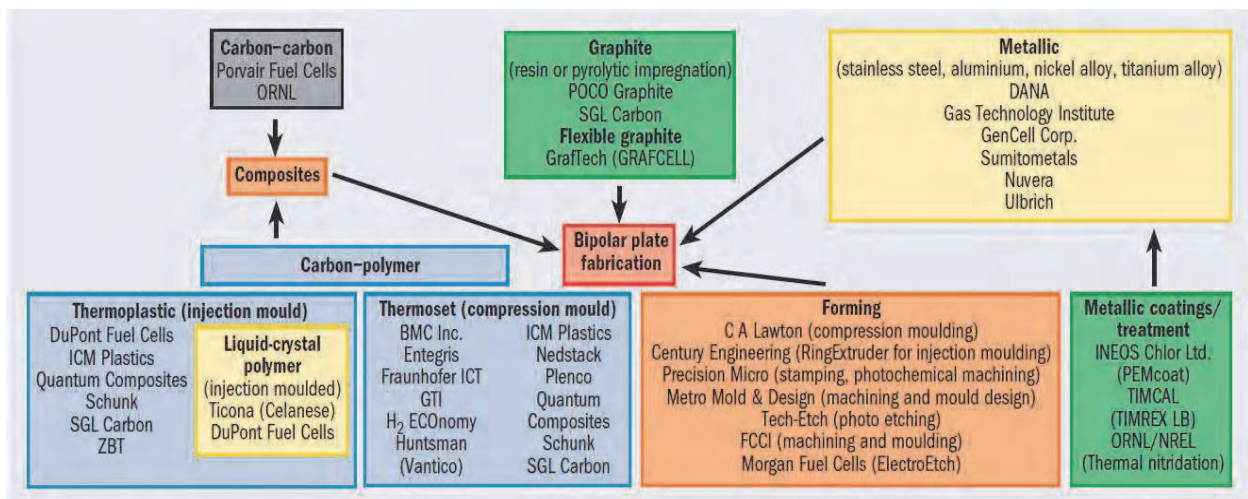 Carbon–carbon
Porvair Fuel Cells
ORNL
Graphite
(resin or pyrolytic impregnation)
POCO Graphite
SGL Carbon
Flexible graphite
GrafTech (GRAFCELL)
Metallic
(stainless steel, aluminium, nickel alloy, titanium alloy)
DANA
Gas Technology Institute
GenCell Corp.
Sumitometals
Nuvera
Ulbrich
Composites
Bipolar plate
fabrication
Carbon–polymer
Thermoplastic (injection mould)
DuPont Fuel Cells
ICM Plastics
Quantum Composites
Schunk
SGL Carbon
ZBT
Liquid-crystal
polymer
(injection moulded)
Ticona (Celanese)
DuPont Fuel Cells
Thermoset (compression mould)
BMC Inc.
Entegris
Fraunhofer ICT
GTI
H₂ ECOnomy
Huntsman
(Vantico)
ICM Plastics
Nedstack
Plenco
Quantum
Composites
Schunk
SGL Carbon
Forming
C A Lawton (compression moulding)
Century Engineering (RingExtruder for injection moulding)
Precision Micro (stamping, photochemical machining)
Metro Mold & Design (machining and mould design)
Tech-Etch (photo etching)
FCCI (machining and moulding)
Morgan Fuel Cells (ElectroEtch)
Metallic coatings/
treatment
INEOS Chlor Ltd.
(PEMcoat)
TIMCAL
(TIMREX LB)
ORNL/NREL
(Thermal nitridation)